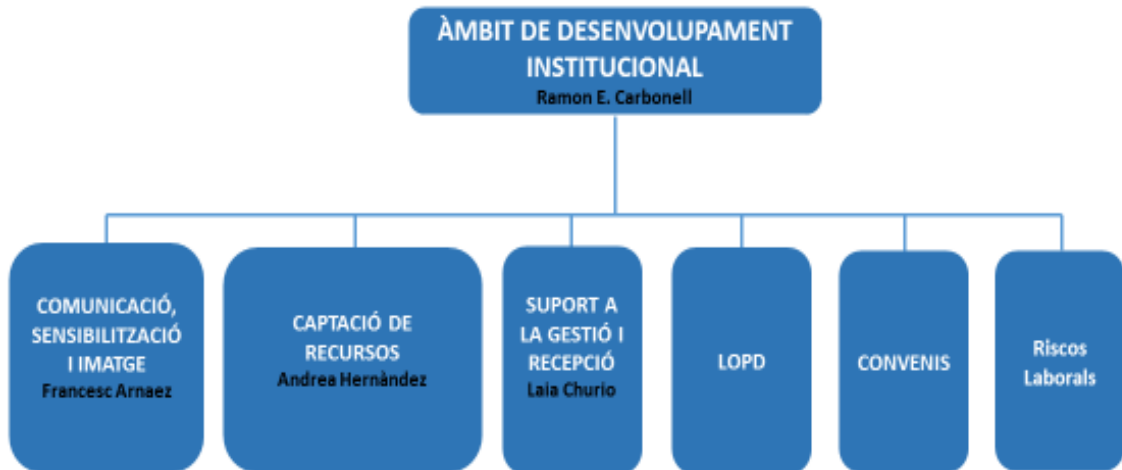 ÀMBIT DE DESENVOLUPAMENT
INSTITUCIONAL
Ramon E. Carbonell
COMUNICACIÓ,
SENSIBILITZACIÓ
I IMATGE
Francesc Arnaez
CAPTACIÓ DE
RECURSOS
Andrea Hernàndez
SUPORT A
LA GESTIÓ I
RECEPCIÓ
Laia Churio
LOPD
CONVENIS
Riscos
Laborals